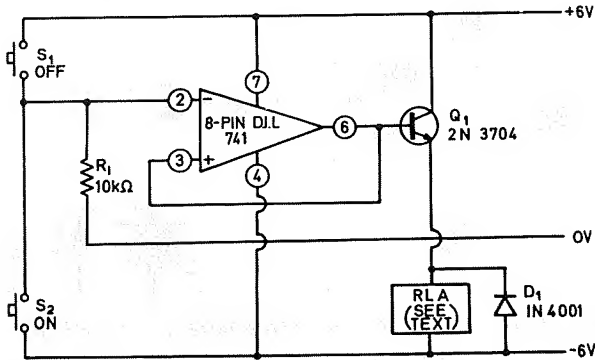 +6V
S1
OFF
7
2
-
8-PIN D.I.L
741
3
+
6
4
Q1
2N 3704
R1
10kΩ
0V
S2
ON
RLA
(SEE
TEXT)
D1
IN 4001
-6V